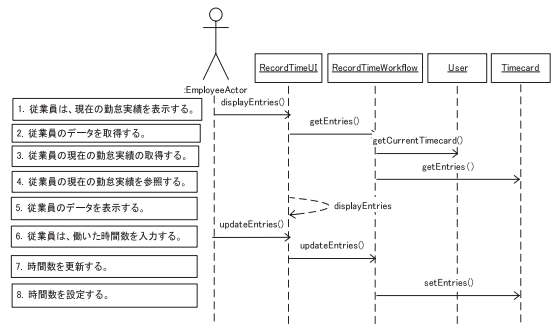 RecordTimeUI
RecordTimeWorkflow
User
Timecard
:EmployeeActor
1. 従業員は、現在の勤怠実績を表示する。
displayEntries()
2. 従業員のデータを取得する。
getEntries()
3. 従業員の現在の勤怠実績の取得する。
getCurrentTimecard()
4. 従業員の現在の勤怠実績を参照する。
getEntries()
5. 従業員のデータを表示する。
displayEntries
6. 従業員は、働いた時間数を入力する。
updateEntries()
7. 時間数を更新する。
updateEntries()
8. 時間数を設定する。
setEntries()